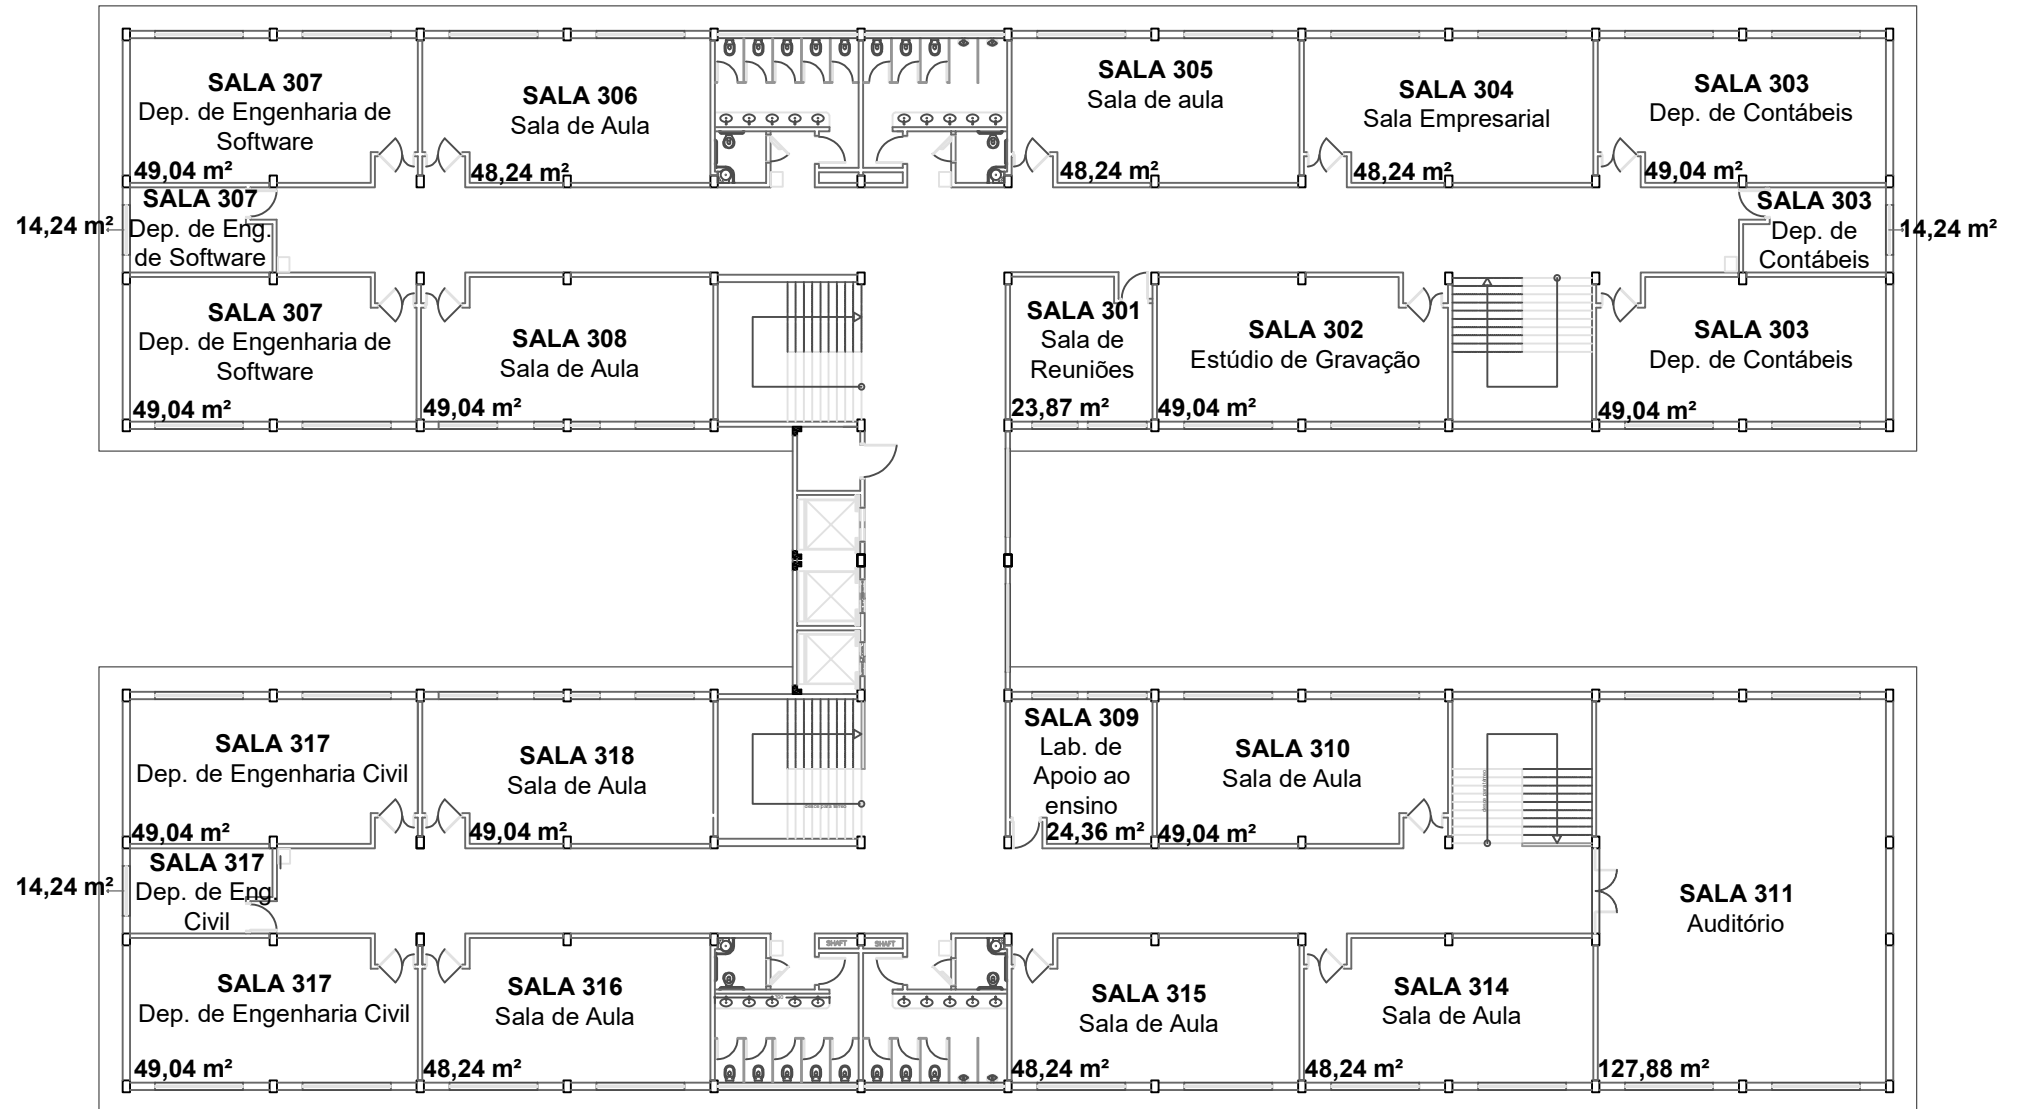 SALA 307
Dep. de Engenharia de
Software
49,04 m²
SALA 306
Sala de Aula
48,24 m²
SALA 305
Sala de aula
48,24 m²
SALA 304
Sala Empresarial
48,24 m²
SALA 303
Dep. de Contábeis
49,04 m²
14,24 m²
SALA 307
Dep. de Eng.
de Software
SALA 303
Dep. de
Contábeis
14,24 m²
SALA 307
Dep. de Engenharia de
Software
49,04 m²
SALA 308
Sala de Aula
49,04 m²
SALA 301
Sala de
Reuniões
23,87 m²
SALA 302
Estúdio de Gravação
49,04 m²
SALA 303
Dep. de Contábeis
49,04 m²
SALA 317
Dep. de Engenharia Civil
49,04 m²
SALA 318
Sala de Aula
49,04 m²
SALA 309
Lab. de
Apoio ao
ensino
24,36 m²
SALA 310
Sala de Aula
49,04 m²
14,24 m²
SALA 317
Dep. de Eng.
Civil
SALA 311
Auditório
127,88 m²
SALA 317
Dep. de Engenharia Civil
49,04 m²
SALA 316
Sala de Aula
48,24 m²
SHAFT
SHAFT
SALA 315
Sala de Aula
48,24 m²
SALA 314
Sala de Aula
48,24 m²